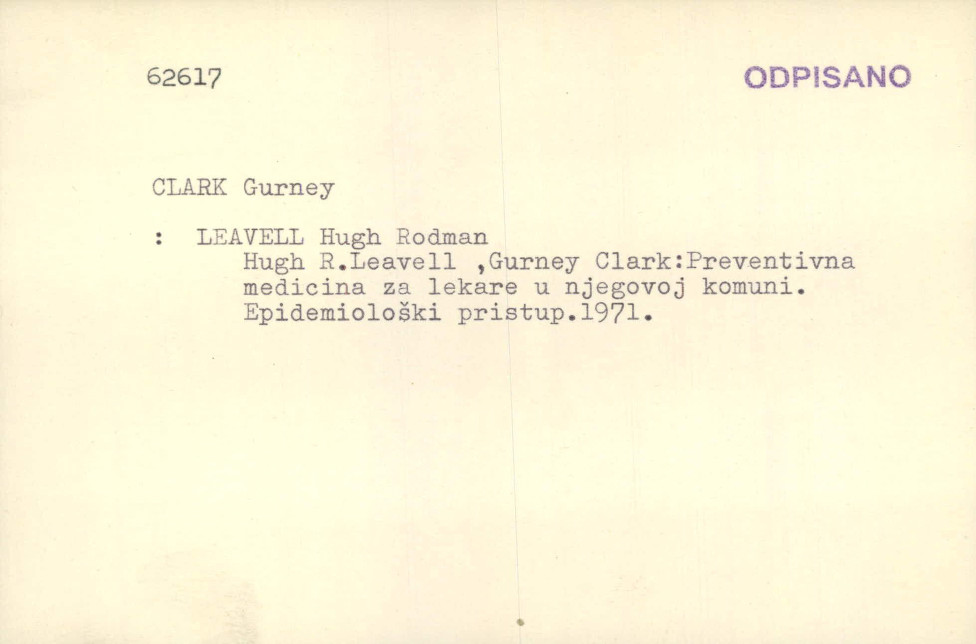 62617
ODPISANO
CLARK Gurney
: LEAVELL Hugh Rodman
Hugh R.Leavell ,Gurney Clark:Preventivna
medicina za lekare u njegovoj komuni.
Epidemiološki pristup.1971.